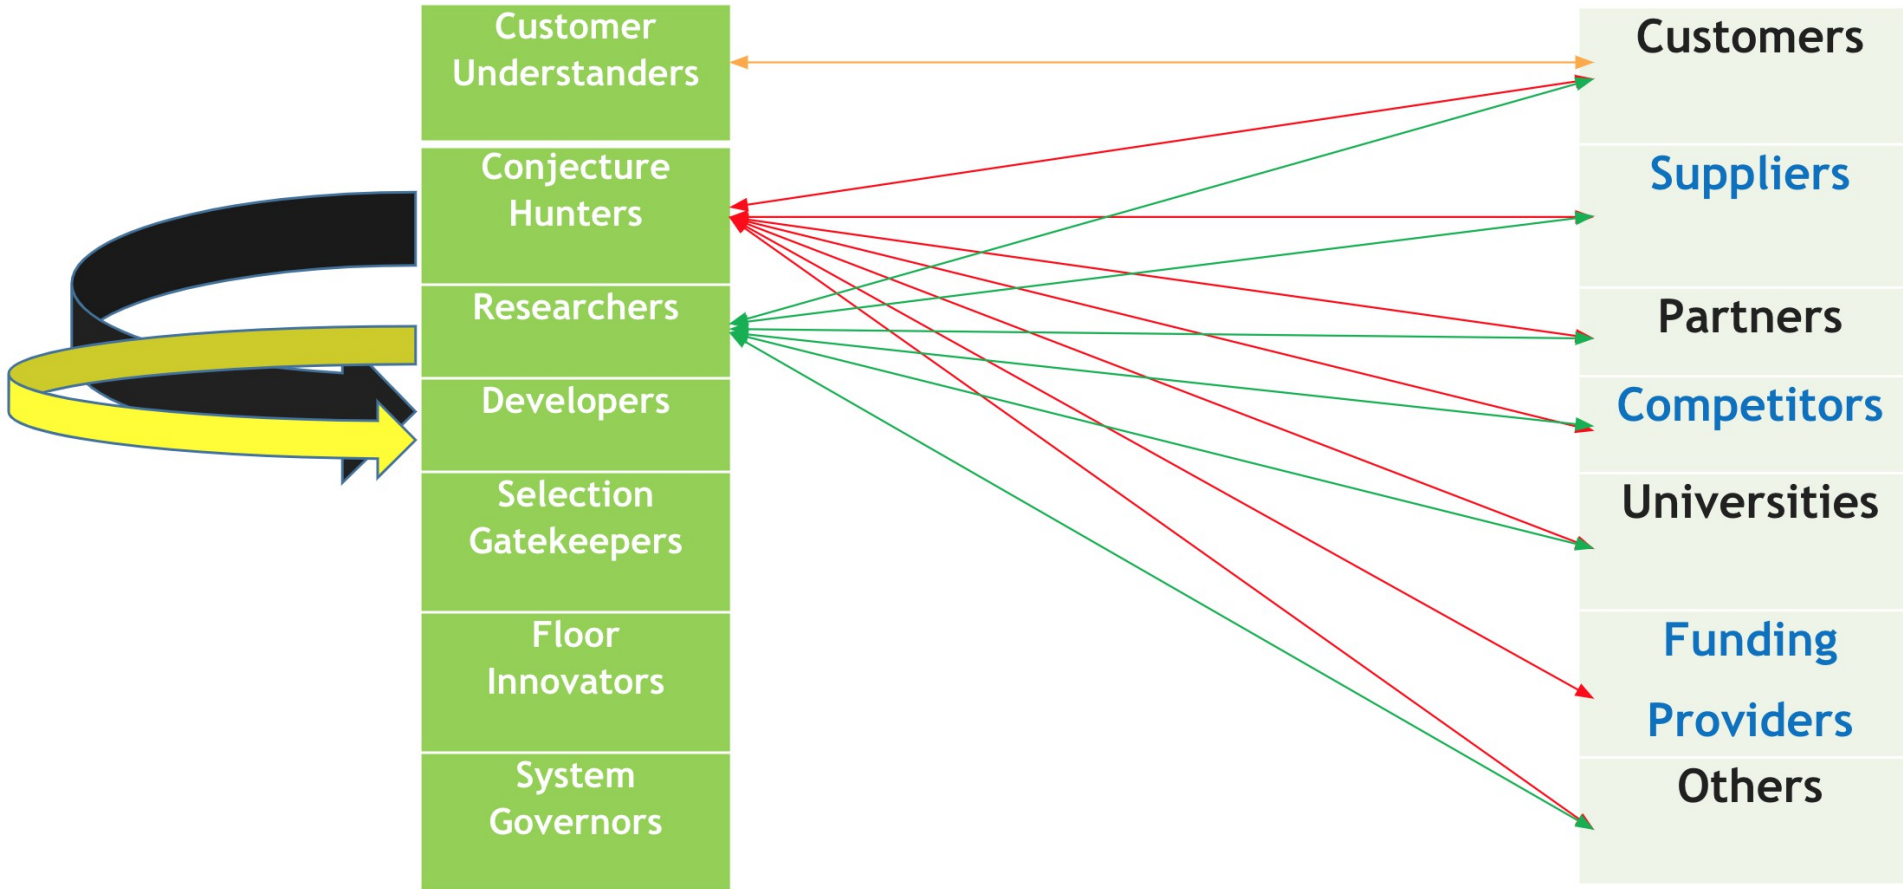 Customer
Understanders
Conjecture
Hunters
Researchers
Developers
Selection
Gatekeepers
Floor
Innovators
System
Governors
Customers
Suppliers
Partners
Competitors
Universities
Funding
Providers
Others